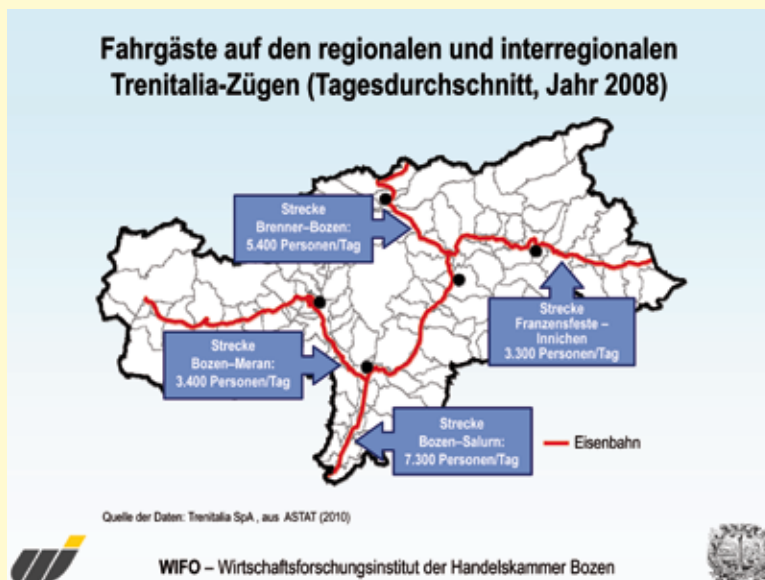 Fahrgäste auf den regionalen und interregionalen
Trenitalia-Zügen (Tagesdurchschnitt, Jahr 2008)
Strecke
Brenner–Bozen:
5.400 Personen/Tag
Strecke
Franzensfeste –
Innichen
3.300 Personen/Tag
Strecke
Bozen–Meran:
3.400 Personen/Tag
Strecke
Bozen–Salurn:
7.300 Personen/Tag
Eisenbahn
Quelle der Daten: Trenitalia SpA , aus ASTAT (2010)
WIFO – Wirtschaftsforschungsinstitut der Handelskammer Bozen